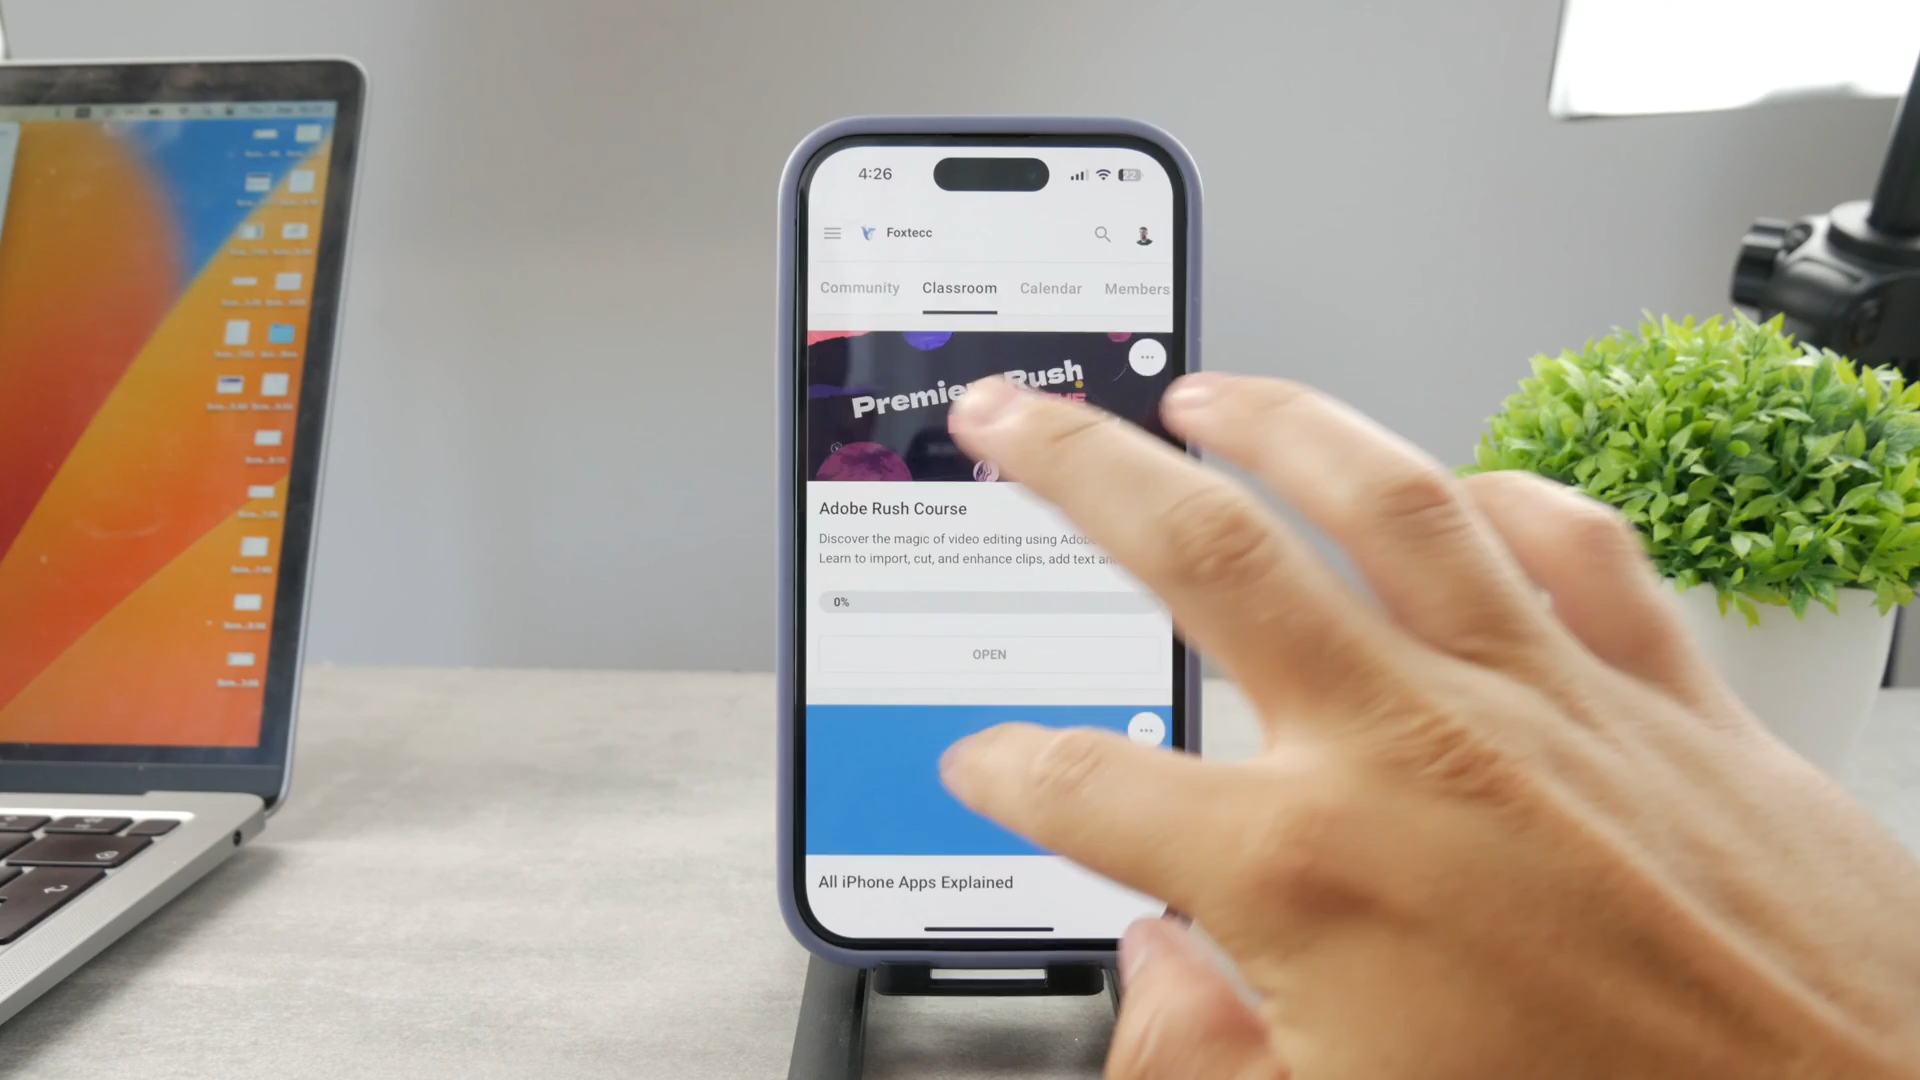 4:26
22
Foxtecc
Community Classroom Calendar Members
Rush
Adobe Rush Course
Discover the magic of video editing using
Learn to import, cut, and enhance clips, add text
0%
OPEN
All iPhone Apps Explained